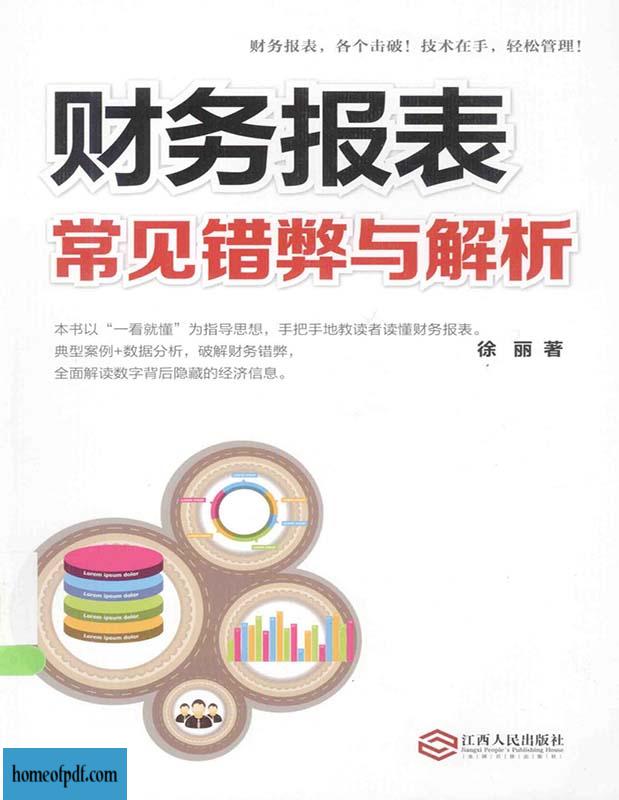 财务报表，各个击破！技术在手，轻松管理！
财务报表
常见错弊与解析
本书以“一看就懂”为指导思想，手把手地教读者读懂财务报表。
典型案例+数据分析，破解财务错弊，
全面解读数字背后隐藏的经济信息。
徐 丽 著
Lorem ipsum dolor
Lorem ipsum dolor
Lorem ipsum dolor
Lorem ipsum dolor
江西人民出版社
Jiangxi People's Publishing House
homeofpdf.com